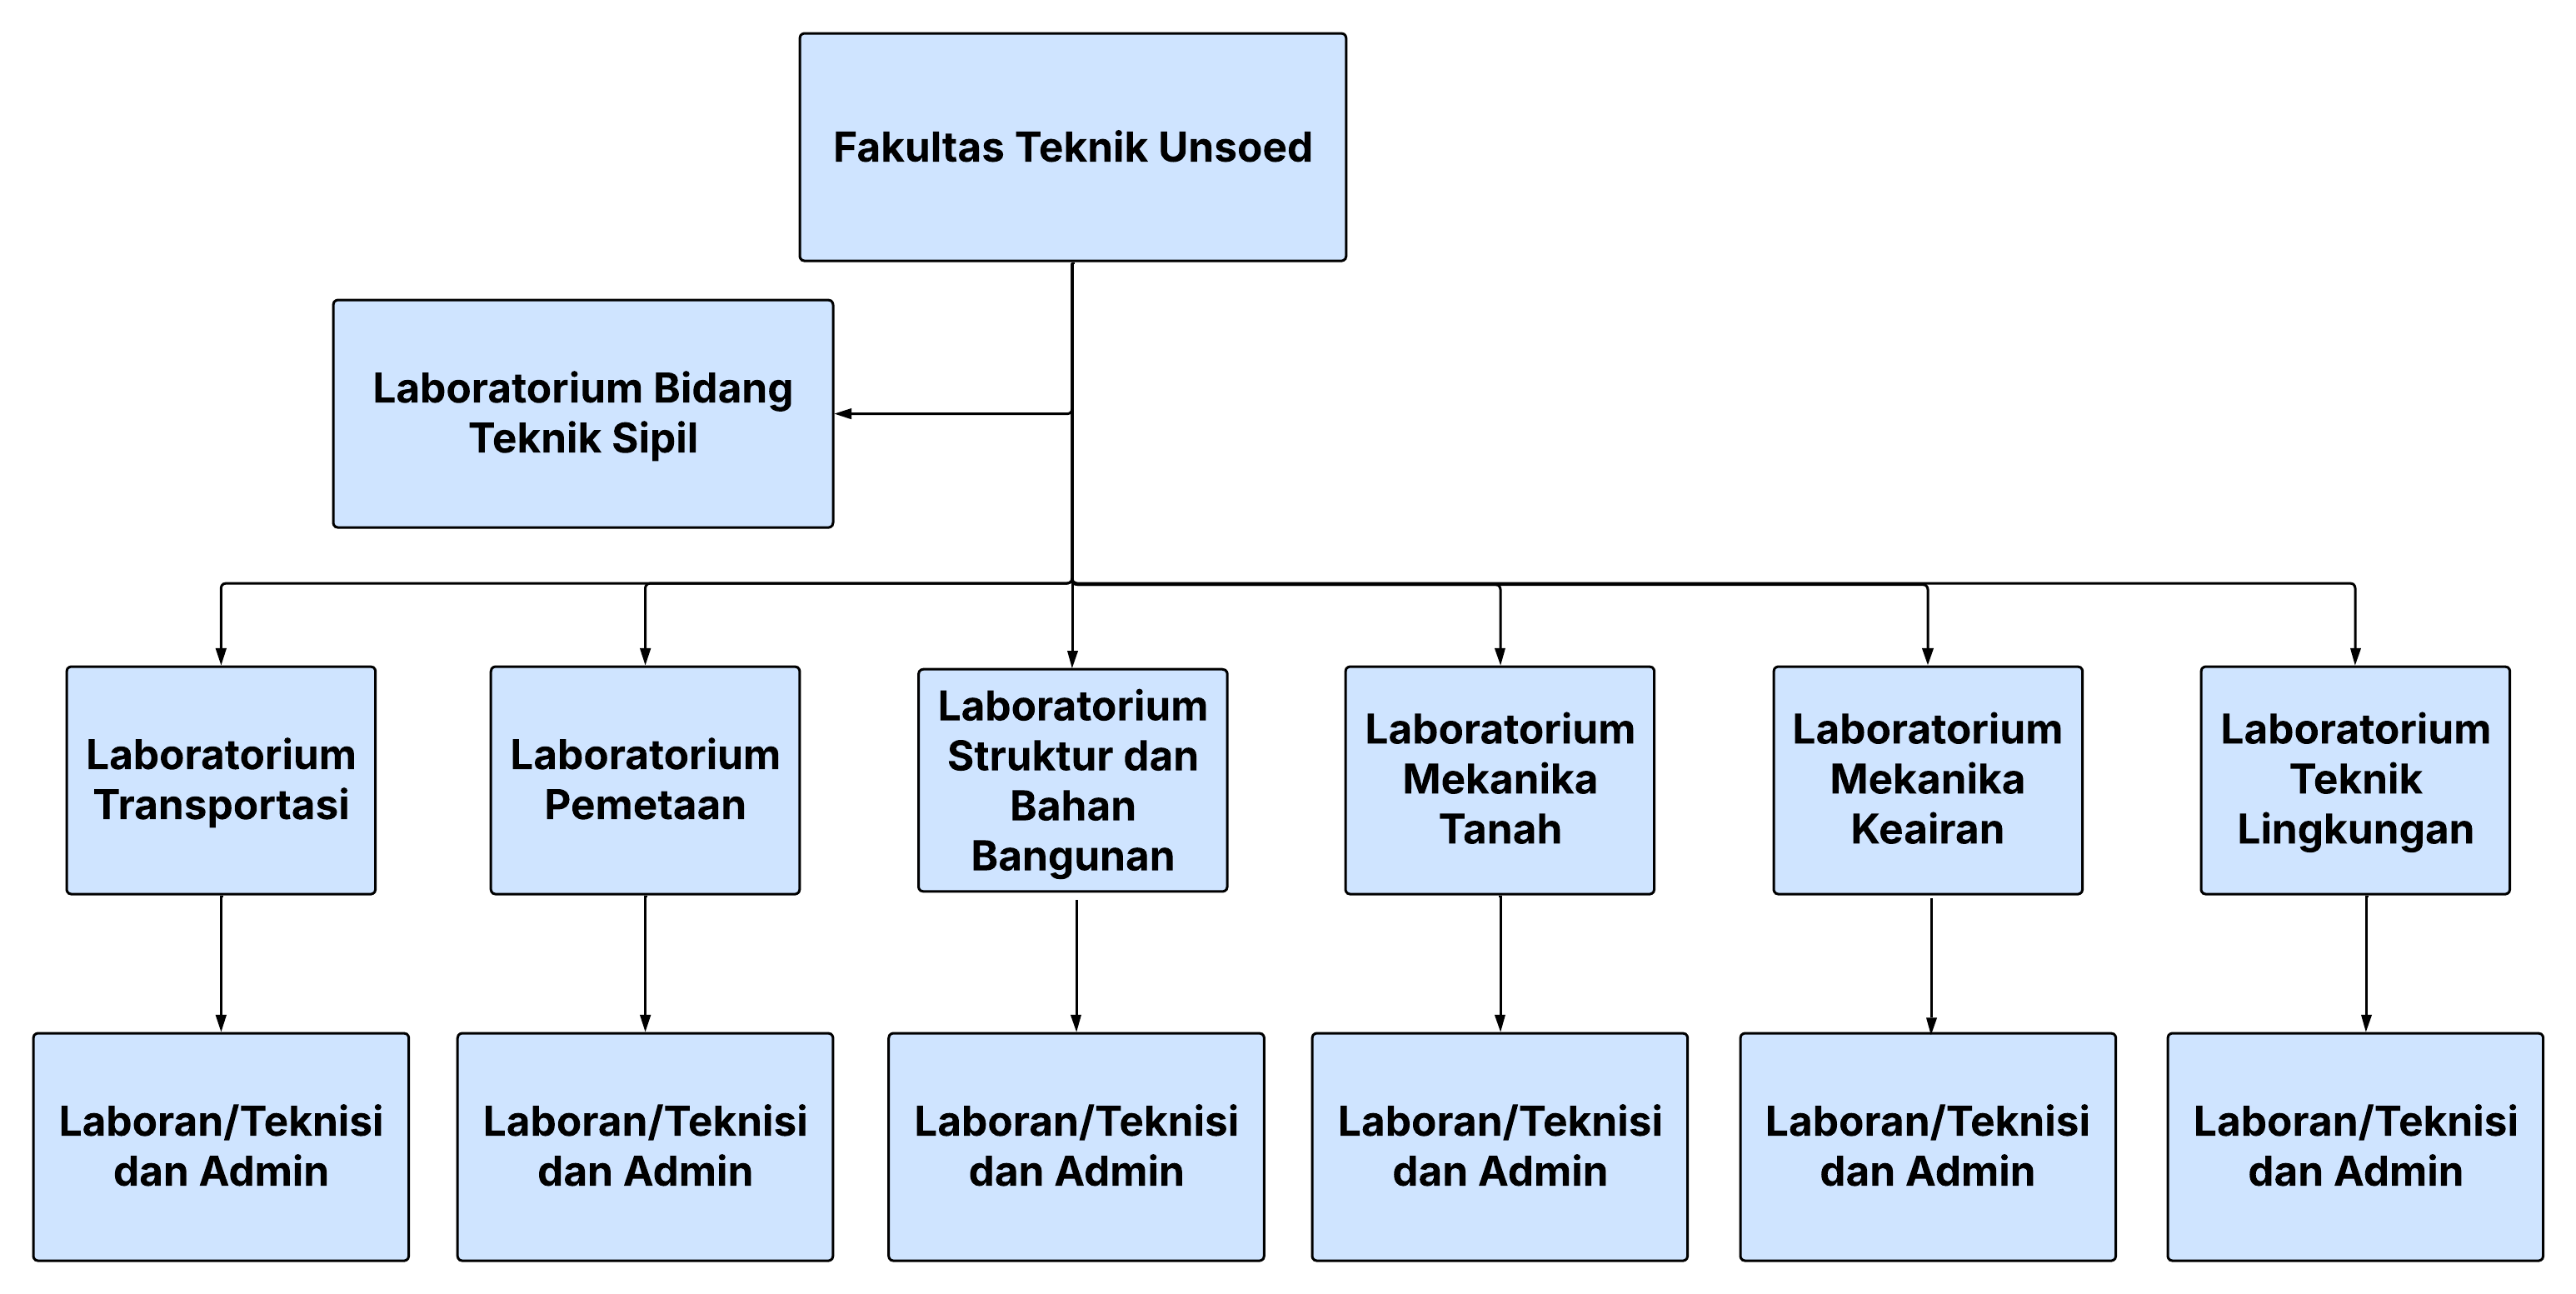 Fakultas Teknik Unsoed
Laboratorium Bidang
Teknik Sipil
Laboratorium
Transportasi
Laboratorium
Pemetaan
Laboratorium
Struktur dan
Bahan
Bangunan
Laboratorium
Mekanika
Tanah
Laboratorium
Mekanika
Keairan
Laboratorium
Teknik
Lingkungan
Laboran/Teknisi
dan Admin
Laboran/Teknisi
dan Admin
Laboran/Teknisi
dan Admin
Laboran/Teknisi
dan Admin
Laboran/Teknisi
dan Admin
Laboran/Teknisi
dan Admin